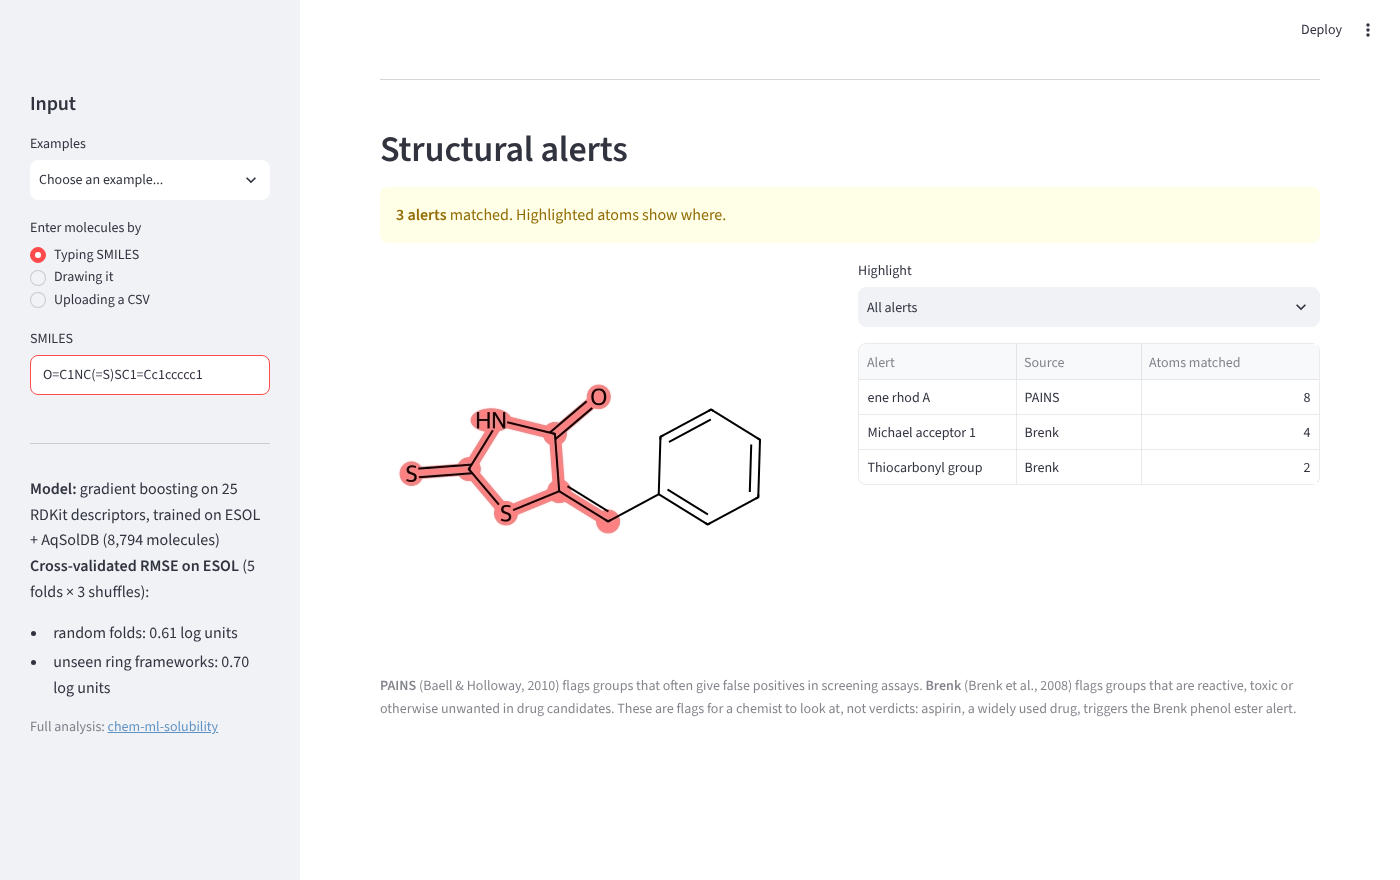 Deploy
Input
Examples
Choose an example...
Enter molecules by
Typing SMILES
Drawing it
Uploading a CSV
SMILES
O=C1NC(=S)SC1=Cc1ccccc1
Model: gradient boosting on 25
RDKit descriptors, trained on ESOL
+ AqSolDB (8,794 molecules)
Cross-validated RMSE on ESOL (5
folds × 3 shuffles):
• random folds: 0.61 log units
• unseen ring frameworks: 0.70
log units
Full analysis: chem-ml-solubility
Structural alerts
3 alerts matched. Highlighted atoms show where.
O
HN
S
S
Highlight
All alerts
Alert Source Atoms matched
ene rhod A PAINS 8
Michael acceptor 1 Brenk 4
Thiocarbonyl group Brenk 2
PAINS (Baell & Holloway, 2010) flags groups that often give false positives in screening assays. Brenk (Brenk et al., 2008) flags groups that are reactive, toxic or
otherwise unwanted in drug candidates. These are flags for a chemist to look at, not verdicts: aspirin, a widely used drug, triggers the Brenk phenol ester alert.